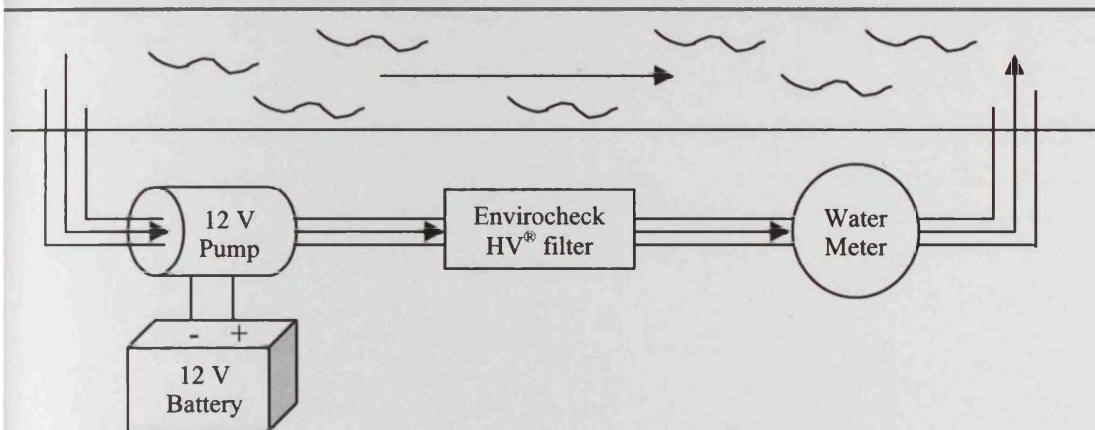 12 V
Pump
Envirocheck
HV® filter
Water
Meter
- +
12 V
Battery